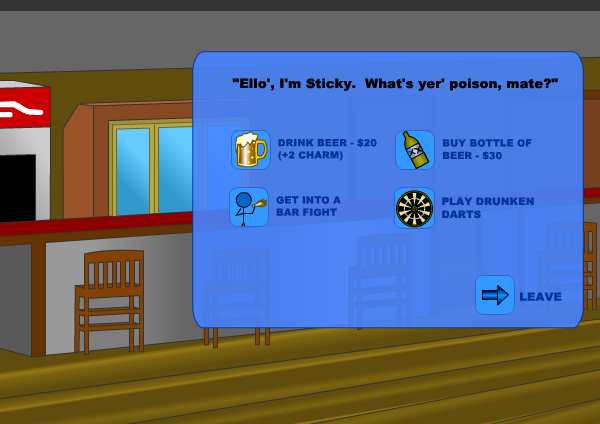 "Ello', I'm Sticky. What's yer' poison, mate?"
DRINK BEER - $20
(+2 CHARM)
BUY BOTTLE OF
BEER - $30
GET INTO A
BAR FIGHT
PLAY DRUNKEN
DARTS
LEAVE